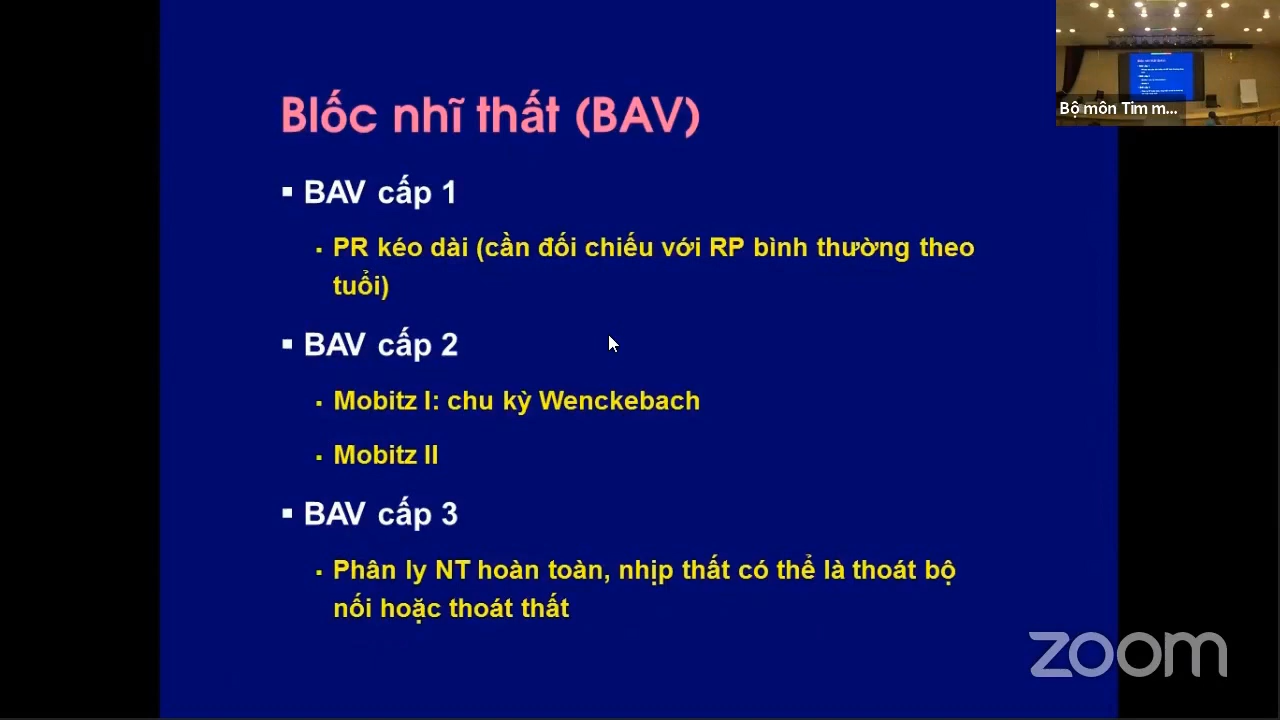 Blốc nhĩ thất (BAV)
Bộ môn Tim m...
▪ BAV cấp 1
▪ PR kéo dài (cần đối chiếu với RP bình thường theo
tuổi)
▪ BAV cấp 2
▪ Mobitz I: chu kỳ Wenckebach
▪ Mobitz II
▪ BAV cấp 3
▪ Phân ly NT hoàn toàn, nhịp thất có thể là thoát bộ
nối hoặc thoát thất
zoom